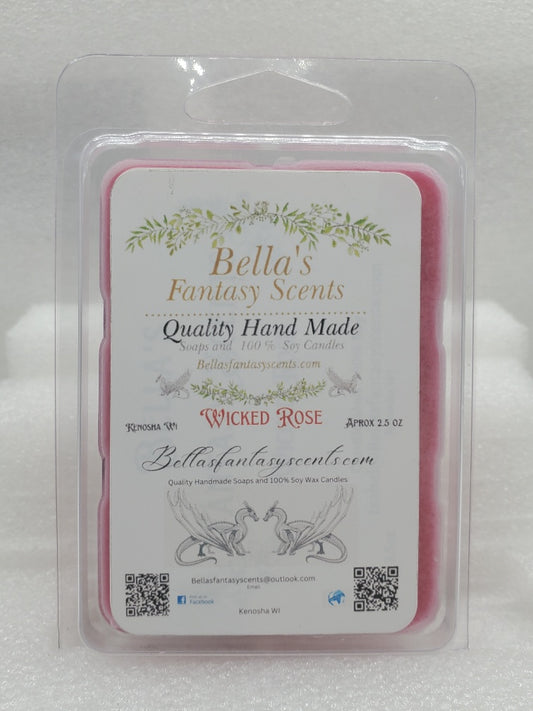 Bella's
Fantasy Scents
Quality Hand Made
Soaps and 100 % Soy Candles
Bellasfantasyscents.com
Kenosha Wi
Wicked Rose
Aprox 2.5 oz
Bellasfantasyscents.com
Quality Handmade Soaps and 100% Soy Wax Candles
Bellasfantasyscents@outlook.com
Email
Facebook
Kenosha WI